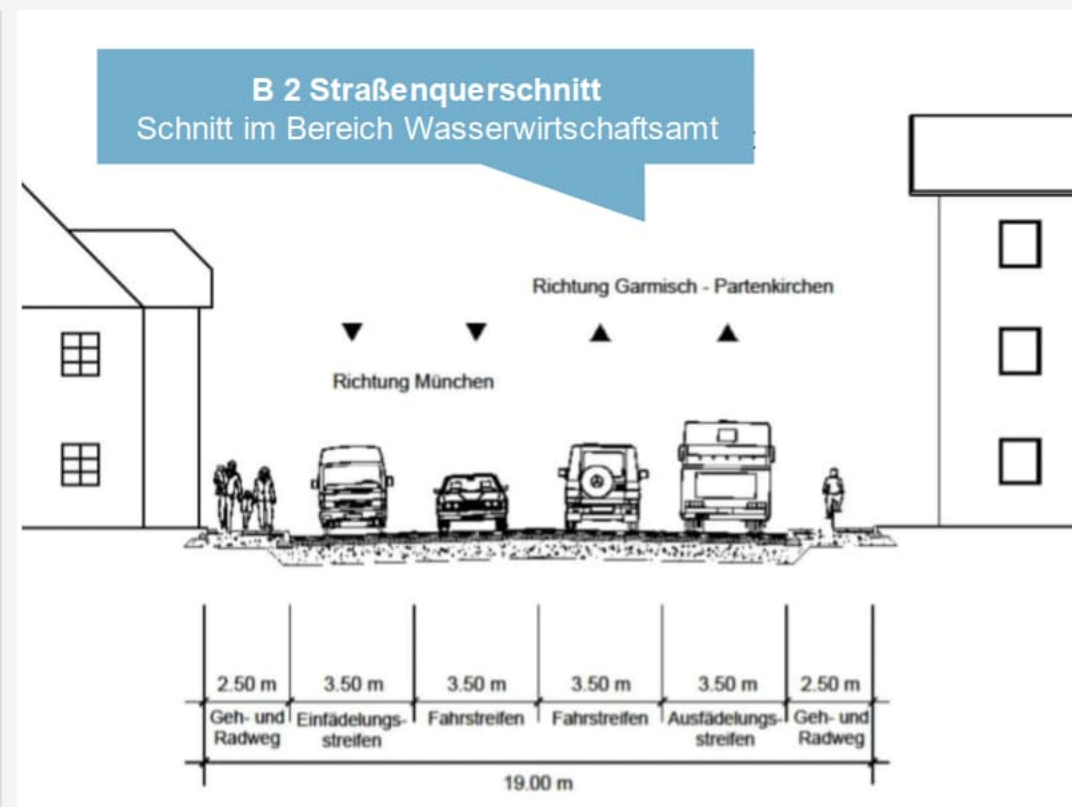 B 2 Straßenquerschnitt
Schnitt im Bereich Wasserwirtschaftsamt
Richtung Garmisch - Partenkirchen
Richtung München
2.50 m 3.50 m 3.50 m 3.50 m 3.50 m 2.50 m
Geh- und Einfädelungs- Fahrstreifen Fahrstreifen Ausfädelungs- Geh- und
Radweg streifen streifen Radweg
19.00 m